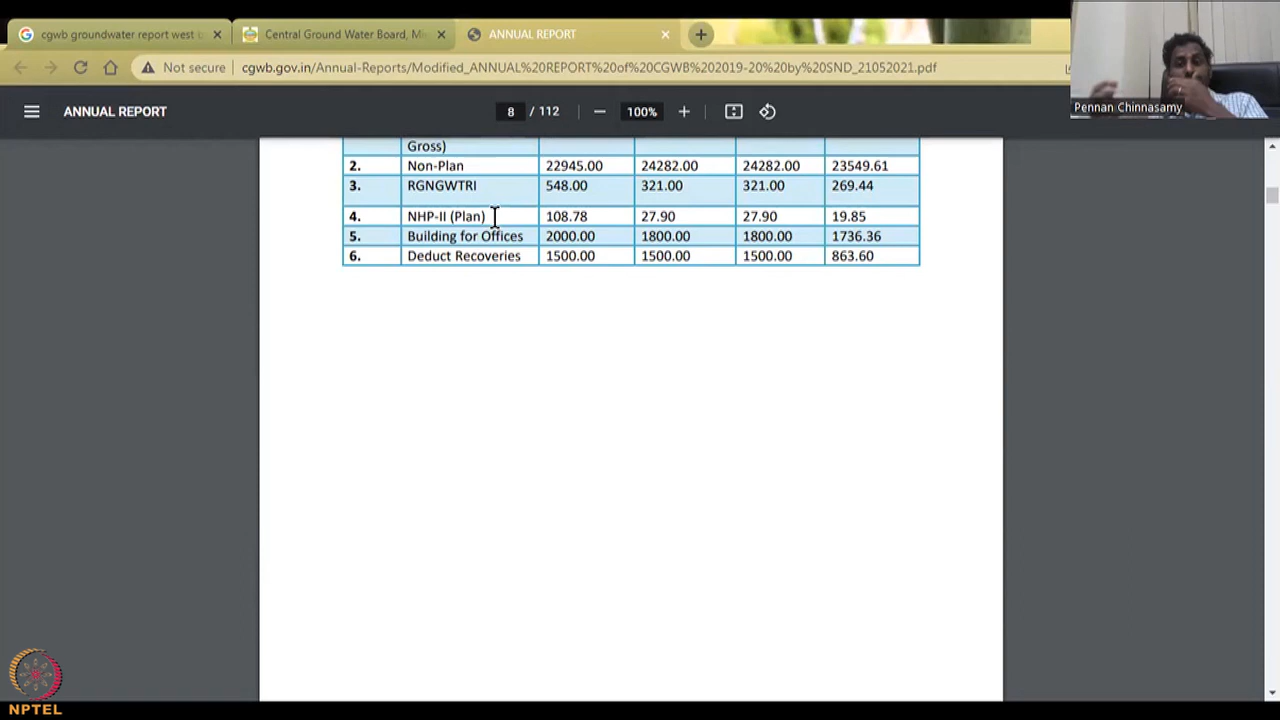 cgwb groundwater report west b
Central Ground Water Board, Mi
ANNUAL REPORT
Not secure
cgwb.gov.in/Annual-Reports/Modified_ANNUAL%20REPORT%20of%20CGWB%202019-20%20by%20SND_21052021.pdf
Pennan Chinnasamy
ANNUAL REPORT
8 / 112
100%
Gross)
2. Non-Plan 22945.00 24282.00 24282.00 23549.61
3. RGNGWTRI 548.00 321.00 321.00 269.44
4. NHP-II (Plan) 108.78 27.90 27.90 19.85
5. Building for Offices 2000.00 1800.00 1800.00 1736.36
6. Deduct Recoveries 1500.00 1500.00 1500.00 863.60
NPTEL